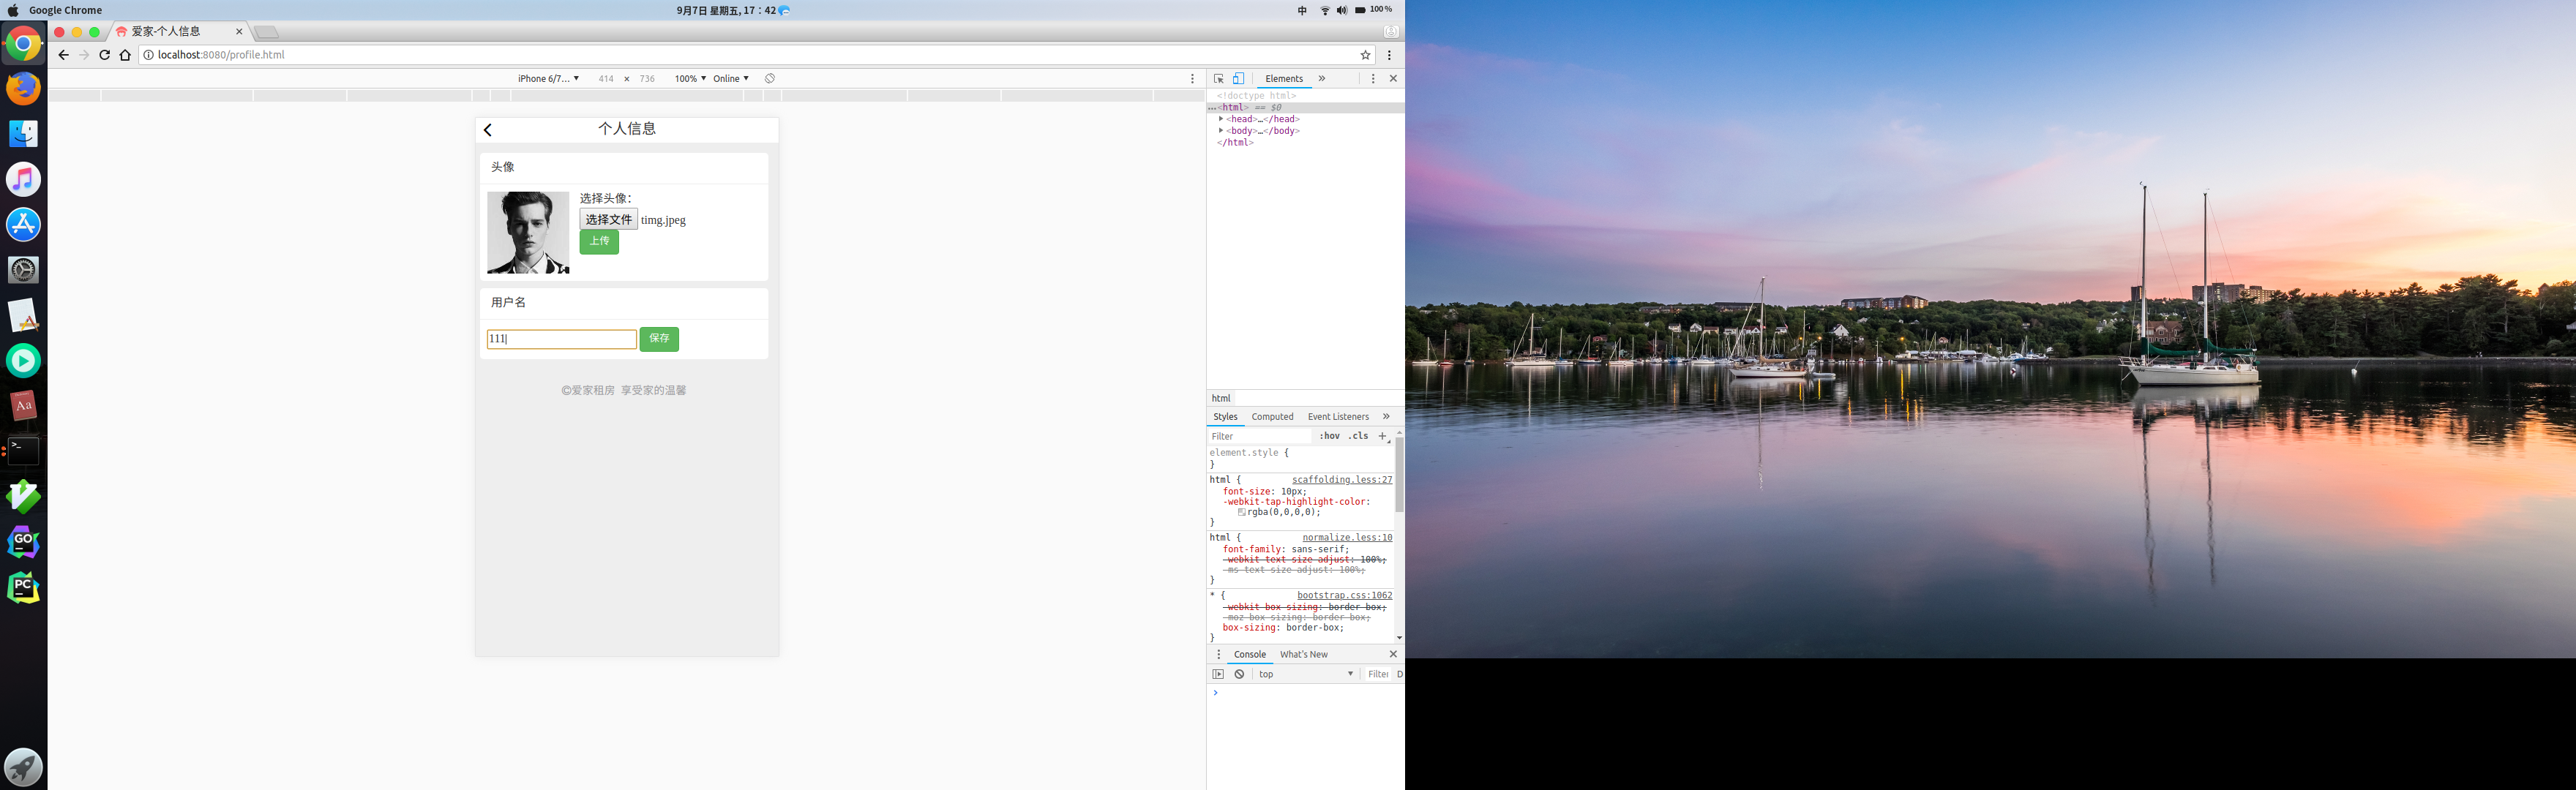 Google Chrome
9月7日 星期五, 17：42
中
100%
爱家-个人信息
localhost:8080/profile.html
iPhone 6/7... 414 × 736 100% Online
Elements
<!doctype html>
<html> == $0
<head>…</head>
<body>…</body>
</html>
个人信息
头像
选择头像：
选择文件 timg.jpeg
上传
用户名
111
保存
©爱家租房 享受家的温馨
html
Styles Computed Event Listeners
Filter :hov .cls +
element.style {
}
html { scaffolding.less:27
font-size: 10px;
-webkit-tap-highlight-color:
rgba(0,0,0,0);
}
html { normalize.less:10
font-family: sans-serif;
-webkit-text-size-adjust: 100%;
-ms-text-size-adjust: 100%;
}
* { bootstrap.css:1062
-webkit-box-sizing: border-box;
-moz-box-sizing: border-box;
box-sizing: border-box;
}
Console What's New
top Filter D
>_
Aa
GO
PC